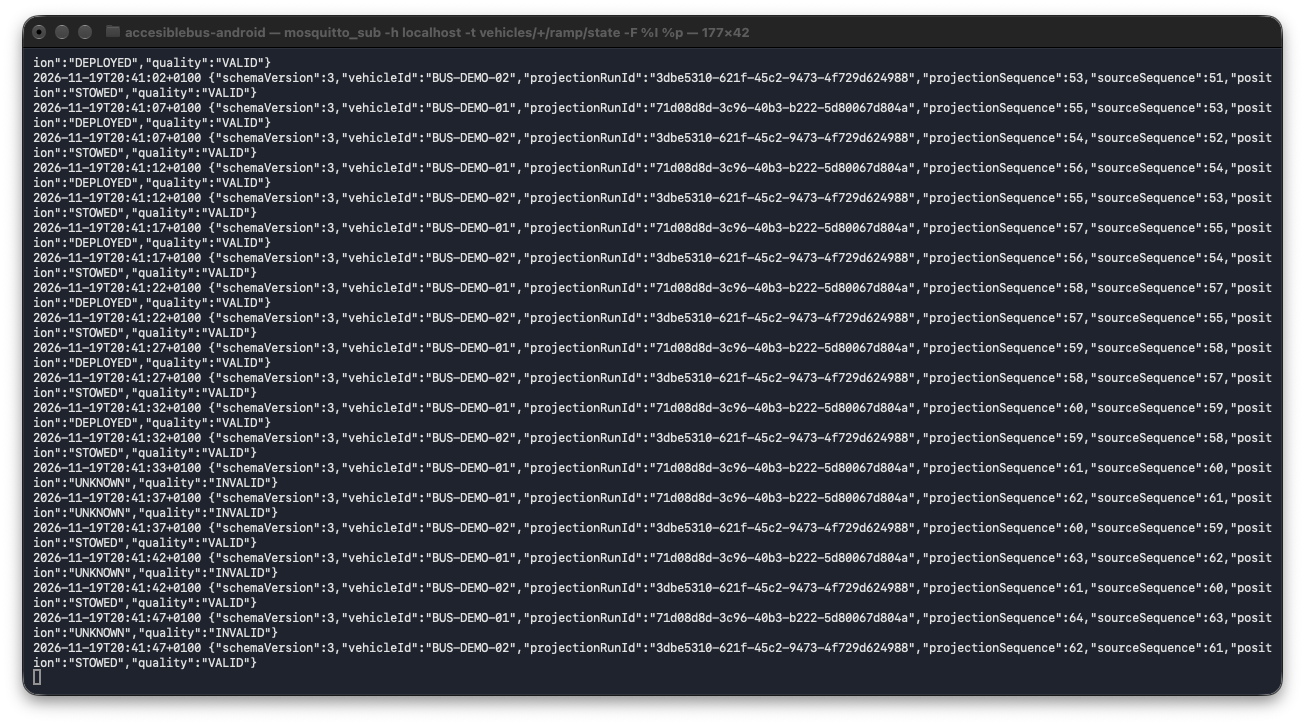 accesiblebus-android — mosquitto_sub -h localhost -t vehicles/+/ramp/state -F %I %p — 177×42
ion":"DEPLOYED","quality":"VALID"}
2026-11-19T20:41:02+0100 {"schemaVersion":3,"vehicleId":"BUS-DEMO-02","projectionRunId":"3dbe5310-621f-45c2-9473-4f729d624988","projectionSequence":53,"sourceSequence":51,"posit
ion":"STOWED","quality":"VALID"}
2026-11-19T20:41:07+0100 {"schemaVersion":3,"vehicleId":"BUS-DEMO-01","projectionRunId":"71d08d8d-3c96-40b3-b222-5d80067d804a","projectionSequence":55,"sourceSequence":53,"posit
ion":"DEPLOYED","quality":"VALID"}
2026-11-19T20:41:07+0100 {"schemaVersion":3,"vehicleId":"BUS-DEMO-02","projectionRunId":"3dbe5310-621f-45c2-9473-4f729d624988","projectionSequence":54,"sourceSequence":52,"posit
ion":"STOWED","quality":"VALID"}
2026-11-19T20:41:12+0100 {"schemaVersion":3,"vehicleId":"BUS-DEMO-01","projectionRunId":"71d08d8d-3c96-40b3-b222-5d80067d804a","projectionSequence":56,"sourceSequence":54,"posit
ion":"DEPLOYED","quality":"VALID"}
2026-11-19T20:41:12+0100 {"schemaVersion":3,"vehicleId":"BUS-DEMO-02","projectionRunId":"3dbe5310-621f-45c2-9473-4f729d624988","projectionSequence":55,"sourceSequence":53,"posit
ion":"STOWED","quality":"VALID"}
2026-11-19T20:41:17+0100 {"schemaVersion":3,"vehicleId":"BUS-DEMO-01","projectionRunId":"71d08d8d-3c96-40b3-b222-5d80067d804a","projectionSequence":57,"sourceSequence":55,"posit
ion":"DEPLOYED","quality":"VALID"}
2026-11-19T20:41:17+0100 {"schemaVersion":3,"vehicleId":"BUS-DEMO-02","projectionRunId":"3dbe5310-621f-45c2-9473-4f729d624988","projectionSequence":56,"sourceSequence":54,"posit
ion":"STOWED","quality":"VALID"}
2026-11-19T20:41:22+0100 {"schemaVersion":3,"vehicleId":"BUS-DEMO-01","projectionRunId":"71d08d8d-3c96-40b3-b222-5d80067d804a","projectionSequence":58,"sourceSequence":57,"posit
ion":"DEPLOYED","quality":"VALID"}
2026-11-19T20:41:22+0100 {"schemaVersion":3,"vehicleId":"BUS-DEMO-02","projectionRunId":"3dbe5310-621f-45c2-9473-4f729d624988","projectionSequence":57,"sourceSequence":55,"posit
ion":"STOWED","quality":"VALID"}
2026-11-19T20:41:27+0100 {"schemaVersion":3,"vehicleId":"BUS-DEMO-01","projectionRunId":"71d08d8d-3c96-40b3-b222-5d80067d804a","projectionSequence":59,"sourceSequence":58,"posit
ion":"DEPLOYED","quality":"VALID"}
2026-11-19T20:41:27+0100 {"schemaVersion":3,"vehicleId":"BUS-DEMO-02","projectionRunId":"3dbe5310-621f-45c2-9473-4f729d624988","projectionSequence":58,"sourceSequence":57,"posit
ion":"STOWED","quality":"VALID"}
2026-11-19T20:41:32+0100 {"schemaVersion":3,"vehicleId":"BUS-DEMO-01","projectionRunId":"71d08d8d-3c96-40b3-b222-5d80067d804a","projectionSequence":60,"sourceSequence":59,"posit
ion":"DEPLOYED","quality":"VALID"}
2026-11-19T20:41:32+0100 {"schemaVersion":3,"vehicleId":"BUS-DEMO-02","projectionRunId":"3dbe5310-621f-45c2-9473-4f729d624988","projectionSequence":59,"sourceSequence":58,"posit
ion":"STOWED","quality":"VALID"}
2026-11-19T20:41:33+0100 {"schemaVersion":3,"vehicleId":"BUS-DEMO-01","projectionRunId":"71d08d8d-3c96-40b3-b222-5d80067d804a","projectionSequence":61,"sourceSequence":60,"posit
ion":"UNKNOWN","quality":"INVALID"}
2026-11-19T20:41:37+0100 {"schemaVersion":3,"vehicleId":"BUS-DEMO-01","projectionRunId":"71d08d8d-3c96-40b3-b222-5d80067d804a","projectionSequence":62,"sourceSequence":61,"posit
ion":"UNKNOWN","quality":"INVALID"}
2026-11-19T20:41:37+0100 {"schemaVersion":3,"vehicleId":"BUS-DEMO-02","projectionRunId":"3dbe5310-621f-45c2-9473-4f729d624988","projectionSequence":60,"sourceSequence":59,"posit
ion":"STOWED","quality":"VALID"}
2026-11-19T20:41:42+0100 {"schemaVersion":3,"vehicleId":"BUS-DEMO-01","projectionRunId":"71d08d8d-3c96-40b3-b222-5d80067d804a","projectionSequence":63,"sourceSequence":62,"posit
ion":"UNKNOWN","quality":"INVALID"}
2026-11-19T20:41:42+0100 {"schemaVersion":3,"vehicleId":"BUS-DEMO-02","projectionRunId":"3dbe5310-621f-45c2-9473-4f729d624988","projectionSequence":61,"sourceSequence":60,"posit
ion":"STOWED","quality":"VALID"}
2026-11-19T20:41:47+0100 {"schemaVersion":3,"vehicleId":"BUS-DEMO-01","projectionRunId":"71d08d8d-3c96-40b3-b222-5d80067d804a","projectionSequence":64,"sourceSequence":63,"posit
ion":"UNKNOWN","quality":"INVALID"}
2026-11-19T20:41:47+0100 {"schemaVersion":3,"vehicleId":"BUS-DEMO-02","projectionRunId":"3dbe5310-621f-45c2-9473-4f729d624988","projectionSequence":62,"sourceSequence":61,"posit
ion":"STOWED","quality":"VALID"}